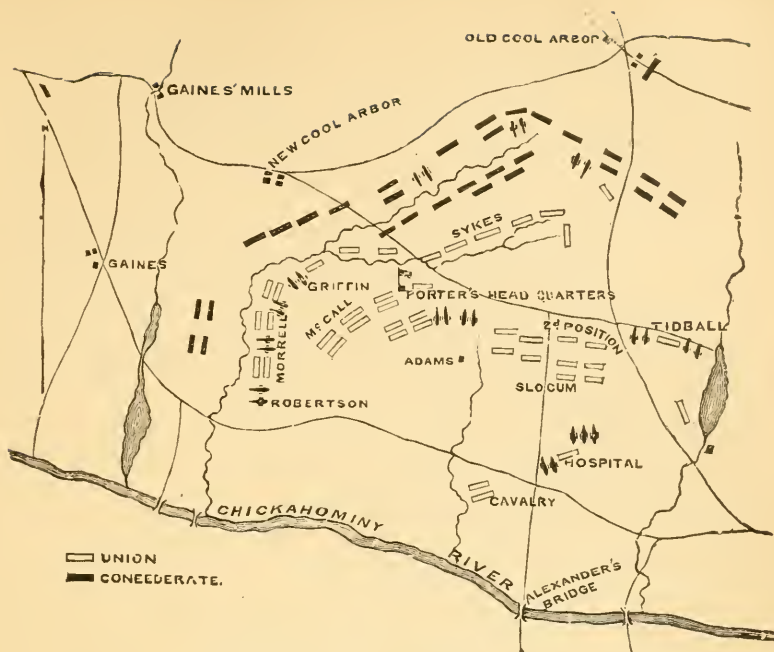 OLD COOL ARBOR
GAINES' MILLS
NEW COOL ARBOR
SYKES
GAINES
GRIFFIN
PORTER'S HEAD QUARTERS
McCALL
MORRELL
2d POSITION
TIDBALL
ADAMS
SLOCUM
ROBERTSON
HOSPITAL
CAVALRY
CHICKAHOMINY
RIVER
ALEXANDER'S
BRIDGE
UNION
CONFEDERATE.